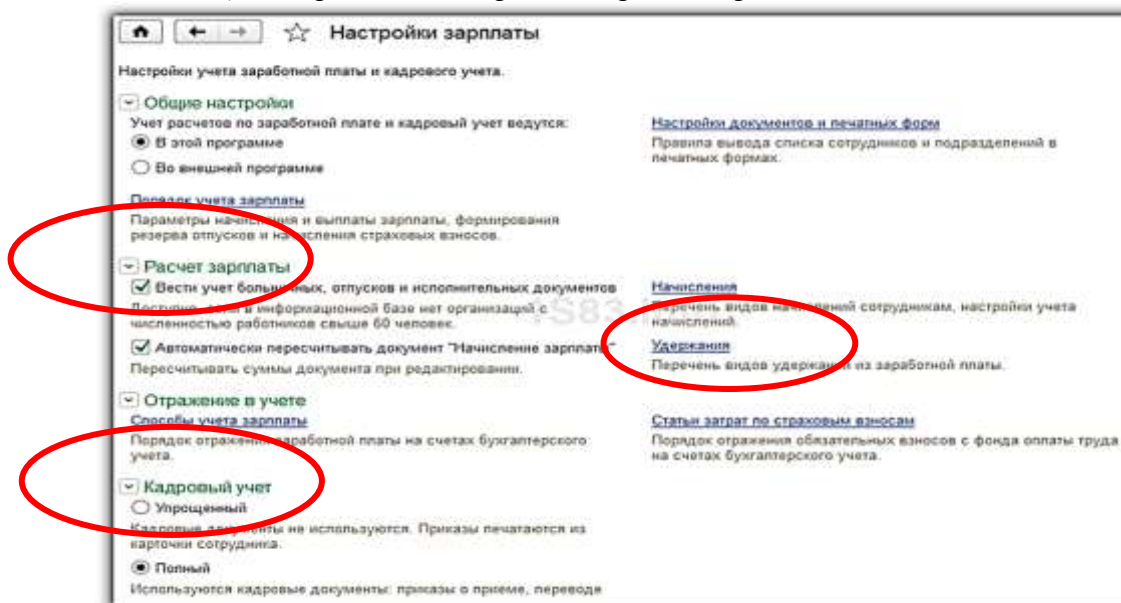 Настройки зарплаты
Настройки учета заработной платы и кадрового учета.
Общие настройки
Учет расчетов по заработной плате и кадровый учет ведутся:
В этой программе
Во внешней программе
Порядок учета зарплаты
Параметры начисления и выплаты зарплаты, формирования
резерва отпусков и начисления страховых взносов.
Настройки документов и печатных форм
Правила вывода списка сотрудников и подразделений в
печатных формах.
Расчет зарплаты
Вести учет больничных, отпусков и исполнительных документов
Доступно, если в информационной базе нет организаций с
численностью работников свыше 60 человек.
Автоматически пересчитывать документ "Начисление зарплаты"
Пересчитывать суммы документа при редактировании.
Начисления
Перечень видов начислений сотрудникам, настройки учета
начислений.
Удержания
Перечень видов удержаний из заработной платы.
Отражение в учете
Способы учета зарплаты
Порядок отражения заработной платы на счетах бухгалтерского
учета.
Статьи затрат по страховым взносам
Порядок отражения обязательных взносов с фонда оплаты труда
на счетах бухгалтерского учета.
Кадровый учет
Упрощенный
Кадровые документы не используются. Приказы печатаются из
карточки сотрудника.
Полный
Используются кадровые документы: приказы о приеме, переводе